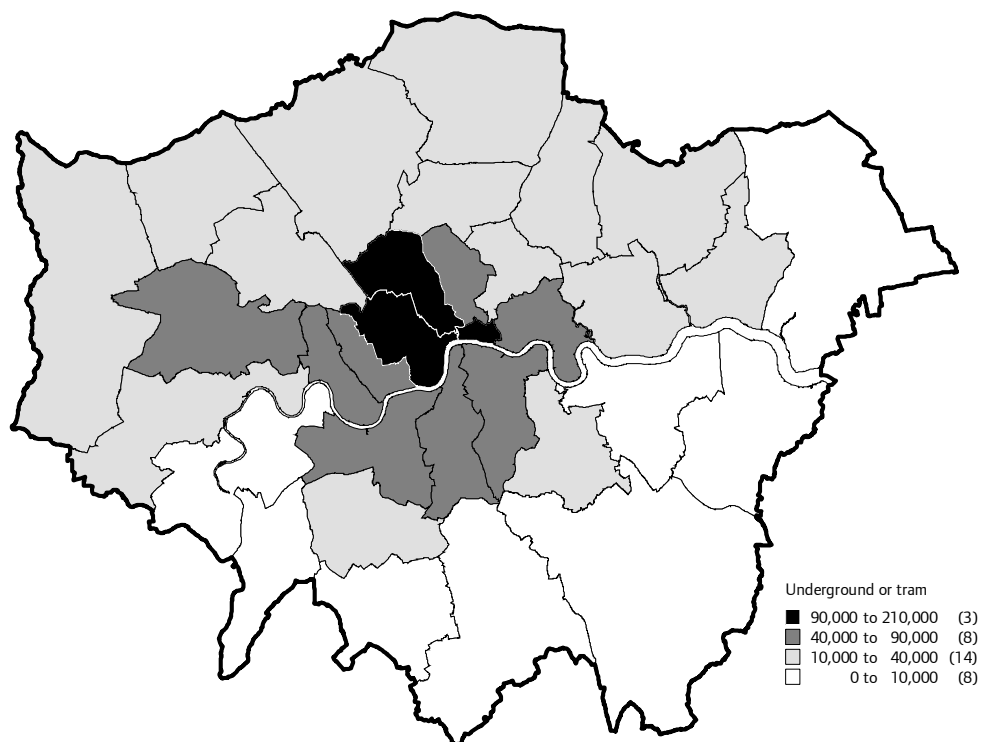 Underground or tram
90,000 to 210,000 (3)
40,000 to 90,000 (8)
10,000 to 40,000 (14)
0 to 10,000 (8)